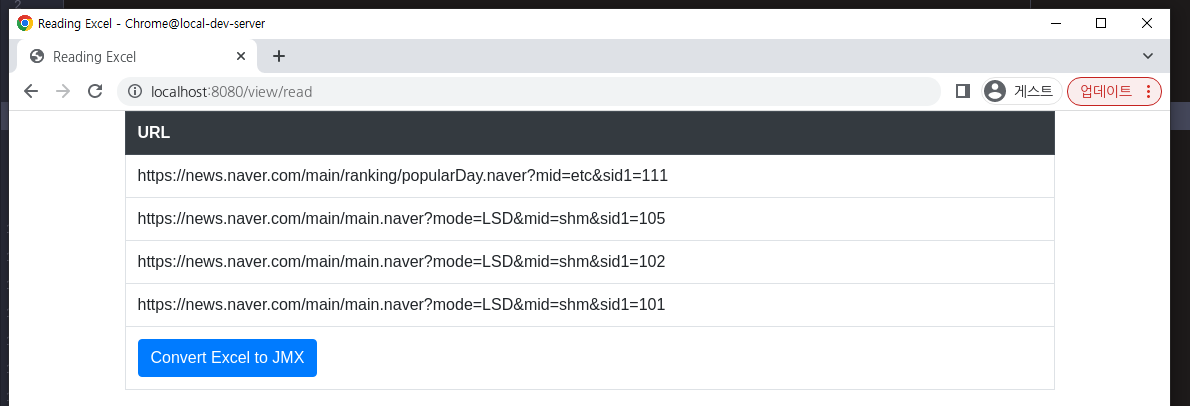 Reading Excel - Chrome@local-dev-server
Reading Excel
localhost:8080/view/read
게스트
업데이트
URL
https://news.naver.com/main/ranking/popularDay.naver?mid=etc&sid1=111
https://news.naver.com/main/main.naver?mode=LSD&mid=shm&sid1=105
https://news.naver.com/main/main.naver?mode=LSD&mid=shm&sid1=102
https://news.naver.com/main/main.naver?mode=LSD&mid=shm&sid1=101
Convert Excel to JMX